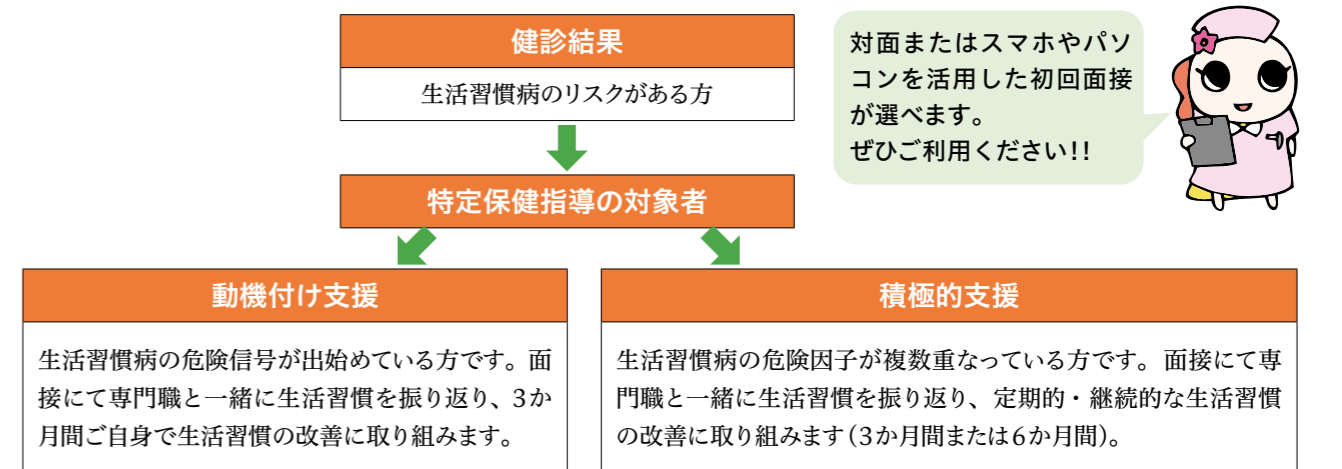 健診結果
生活習慣病のリスクがある方
対面またはスマホやパソ
コンを活用した初回面接
が選べます。
ぜひご利用ください!!
特定保健指導の対象者
動機付け支援
生活習慣病の危険信号が出始めている方です。面
接にて専門職と一緒に生活習慣を振り返り、3か
月間ご自身で生活習慣の改善に取り組みます。
積極的支援
生活習慣病の危険因子が複数重なっている方です。面接にて専
門職と一緒に生活習慣を振り返り、定期的・継続的な生活習慣
の改善に取り組みます(3か月間または6か月間)。